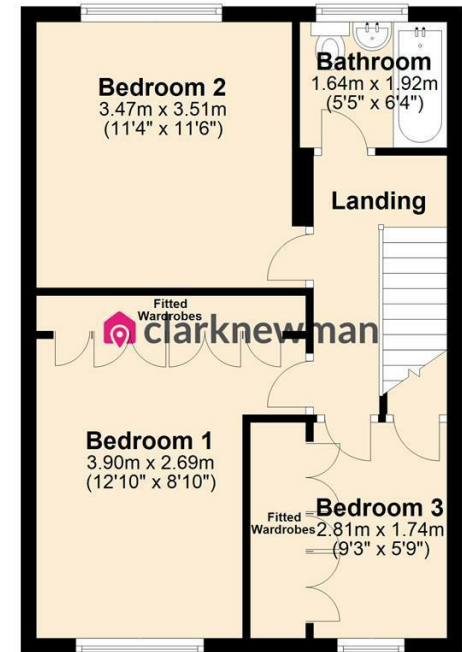 Bedroom 2
3.47m x 3.51m
(11'4" x 11'6")
Bathroom
1.64m x 1.92m
(5'5" x 6'4")
Landing
Fitted
Wardrobes
clarknewman
Bedroom 1
3.90m x 2.69m
(12'10" x 8'10")
Fitted
Wardrobes
Bedroom 3
2.81m x 1.74m
(9'3" x 5'9")